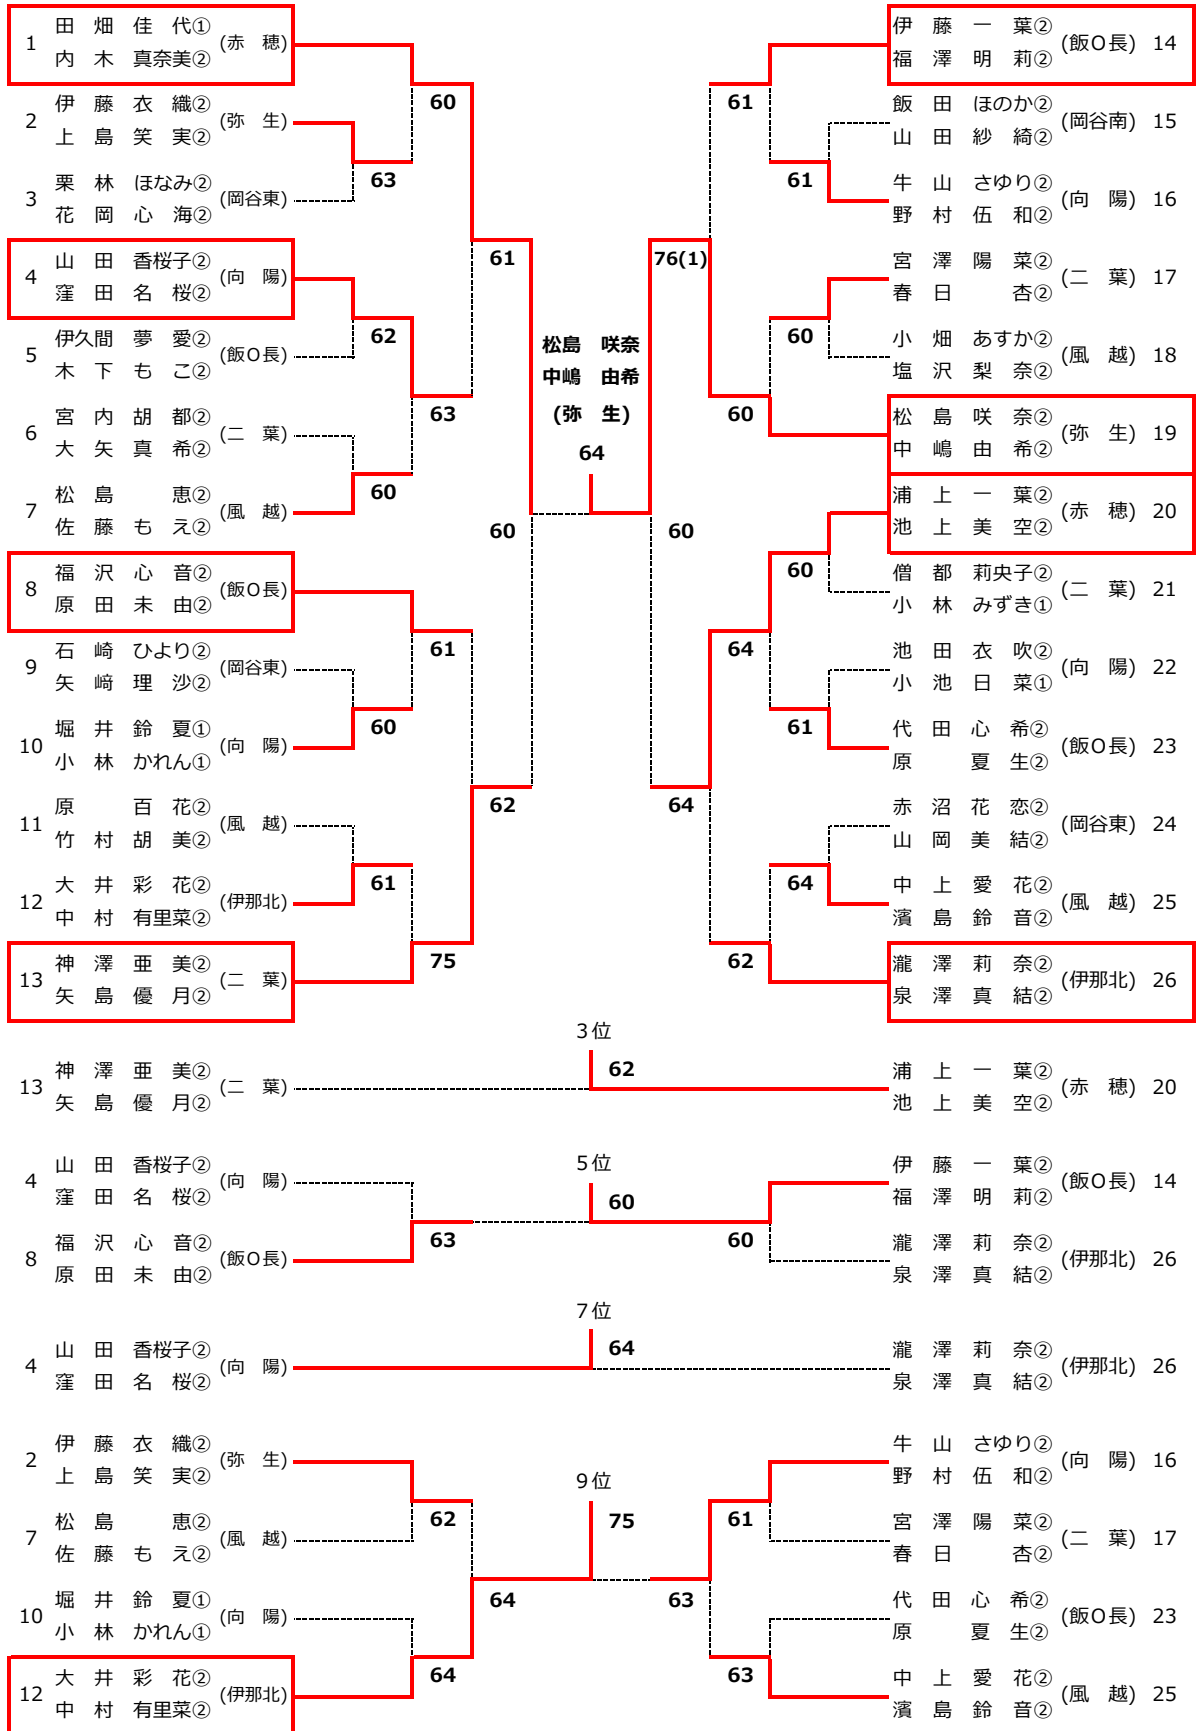 1 田畑佳代① (赤穂)
内木真奈美②
2 伊藤衣織② (弥生)
上島笑実②
3 栗林ほなみ② (岡谷東)
花岡心海②
4 山田香桜子② (向陽)
窪田名桜②
5 伊久間夢愛② (飯O長)
木下もこ②
6 宮内胡都② (二葉)
大矢真希②
7 松島恵② (風越)
佐藤もえ②
8 福沢心音② (飯O長)
原田未由②
9 石崎ひより② (岡谷東)
矢﨑理沙②
10 堀井鈴夏① (向陽)
小林かれん①
11 原百花② (風越)
竹村胡美②
12 大井彩花② (伊那北)
中村有里菜②
13 神澤亜美② (二葉)
矢島優月②
60
63
62
63
60
61
60
61
75
61
62
60
松島 咲奈
中嶋 由希
(弥 生)
64
76(1)
60
64
61
61
60
60
60
64
61
64
62
伊藤一葉② (飯O長) 14
福澤明莉②
飯田ほのか② (岡谷南) 15
山田紗綺②
牛山さゆり② (向陽) 16
野村伍和②
宮澤陽菜② (二葉) 17
春日杏②
小畑あすか② (風越) 18
塩沢梨奈②
松島咲奈② (弥生) 19
中嶋由希②
浦上一葉② (赤穂) 20
池上美空②
僧都莉央子② (二葉) 21
小林みずき①
池田衣吹② (向陽) 22
小池日菜①
代田心希② (飯O長) 23
原夏生②
赤沼花恋② (岡谷東) 24
山岡美結②
中上愛花② (風越) 25
濱島鈴音②
瀧澤莉奈② (伊那北) 26
泉澤真結②
3位
13 神澤亜美② (二葉)
矢島優月②
62
浦上一葉② (赤穂) 20
池上美空②
5位
4 山田香桜子② (向陽)
窪田名桜②
8 福沢心音② (飯O長)
原田未由②
63
60
60
伊藤一葉② (飯O長) 14
福澤明莉②
瀧澤莉奈② (伊那北) 26
泉澤真結②
7位
4 山田香桜子② (向陽)
窪田名桜②
64
瀧澤莉奈② (伊那北) 26
泉澤真結②
9位
2 伊藤衣織② (弥生)
上島笑実②
7 松島恵② (風越)
佐藤もえ②
10 堀井鈴夏① (向陽)
小林かれん①
12 大井彩花② (伊那北)
中村有里菜②
62
64
64
75
63
61
63
牛山さゆり② (向陽) 16
野村伍和②
宮澤陽菜② (二葉) 17
春日杏②
代田心希② (飯O長) 23
原夏生②
中上愛花② (風越) 25
濱島鈴音②